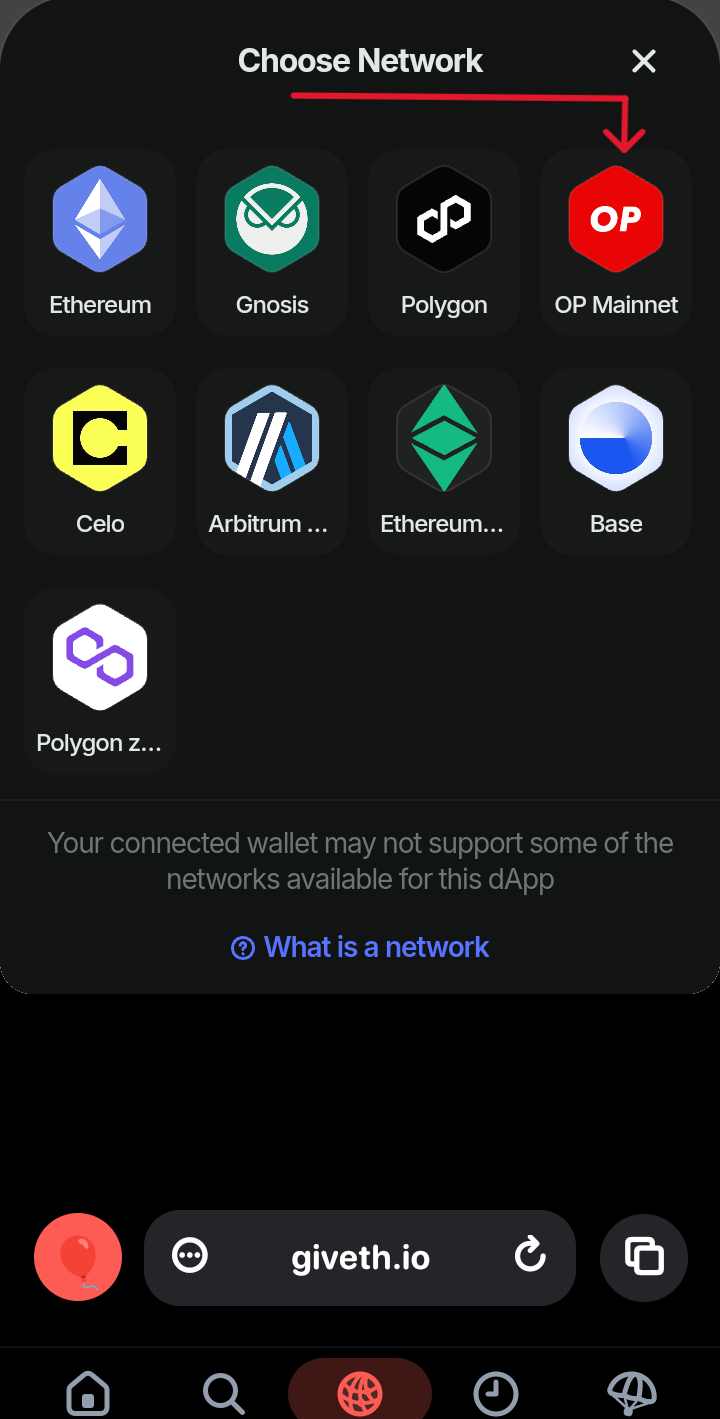 Choose Network
OP
Ethereum
Gnosis
Polygon
OP Mainnet
Celo
Arbitrum ...
Ethereum...
Base
Polygon z...
Your connected wallet may not support some of the
networks available for this dApp
What is a network
giveth.io